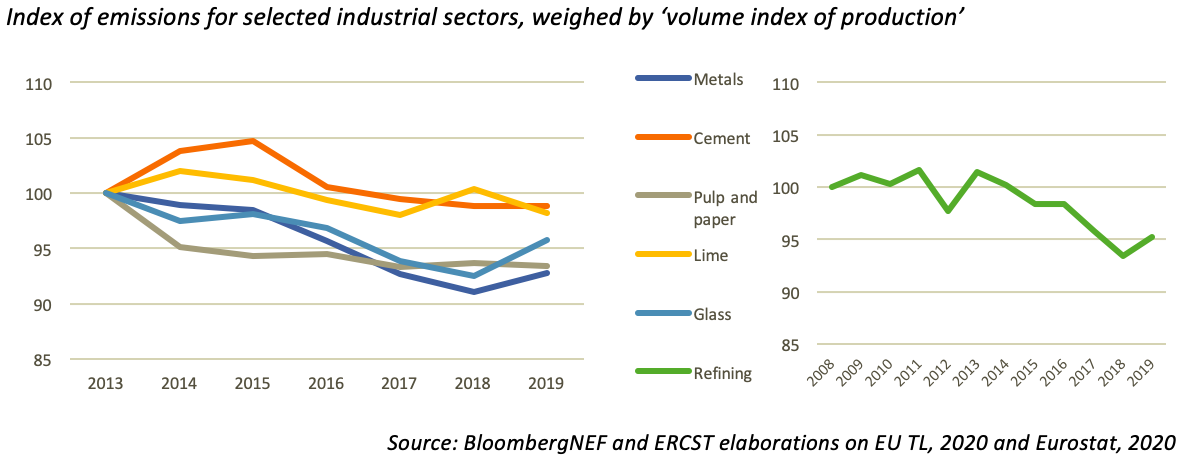 Index of emissions for selected industrial sectors, weighed by ‘volume index of production’
110
105
100
95
90
85
2013 2014 2015 2016 2017 2018 2019
Metals
Cement
Pulp and
paper
Lime
Glass
Refining
110
105
100
95
90
85
2008 2009 2010 2011 2012 2013 2014 2015 2016 2017 2018 2019
Source: BloombergNEF and ERCST elaborations on EU TL, 2020 and Eurostat, 2020